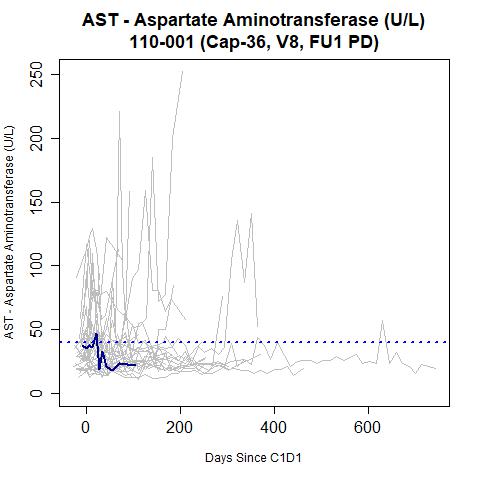 AST - Aspartate Aminotransferase (U/L)
110-001 (Cap-36, V8, FU1 PD)
AST - Aspartate Aminotransferase (U/L)
250
200
150
100
50
0
0 200 400 600
Days Since C1D1